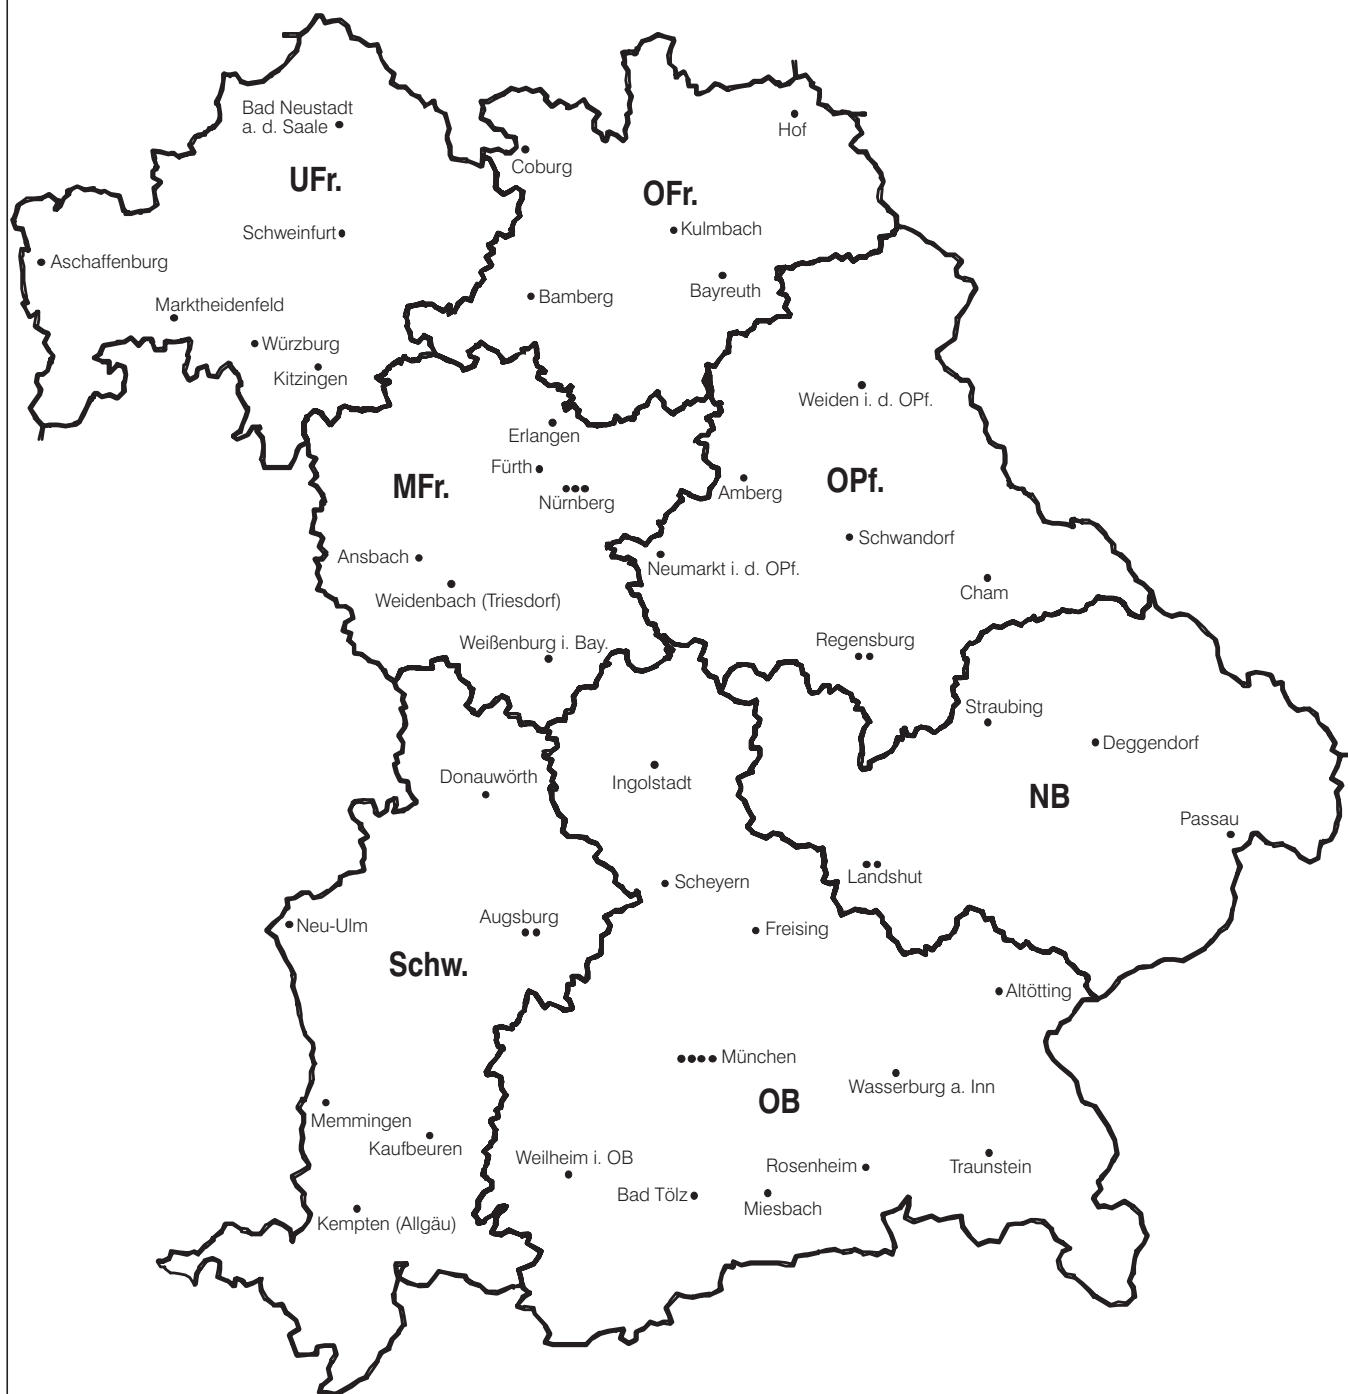 Bad Neustadt
a. d. Saale
Hof
Coburg
UFr.
OFr.
Schweinfurt
Kulmbach
Aschaffenburg
Bayreuth
Bamberg
Marktheidenfeld
Würzburg
Kitzingen
Weiden i. d. OPf.
Erlangen
Fürth
MFr.
OPf.
Amberg
Nürnberg
Schwandorf
Ansbach
Neumarkt i. d. OPf.
Cham
Weidenbach (Triesdorf)
Weißenburg i. Bay.
Regensburg
Straubing
Deggendorf
Donauwörth
Ingolstadt
NB
Passau
Landshut
Scheyern
Augsburg
Neu-Ulm
Freising
Schw.
Altötting
München
Wasserburg a. Inn
OB
Memmingen
Kaufbeuren
Weilheim i. OB
Rosenheim
Traunstein
Bad Tölz
Miesbach
Kempten (Allgäu)